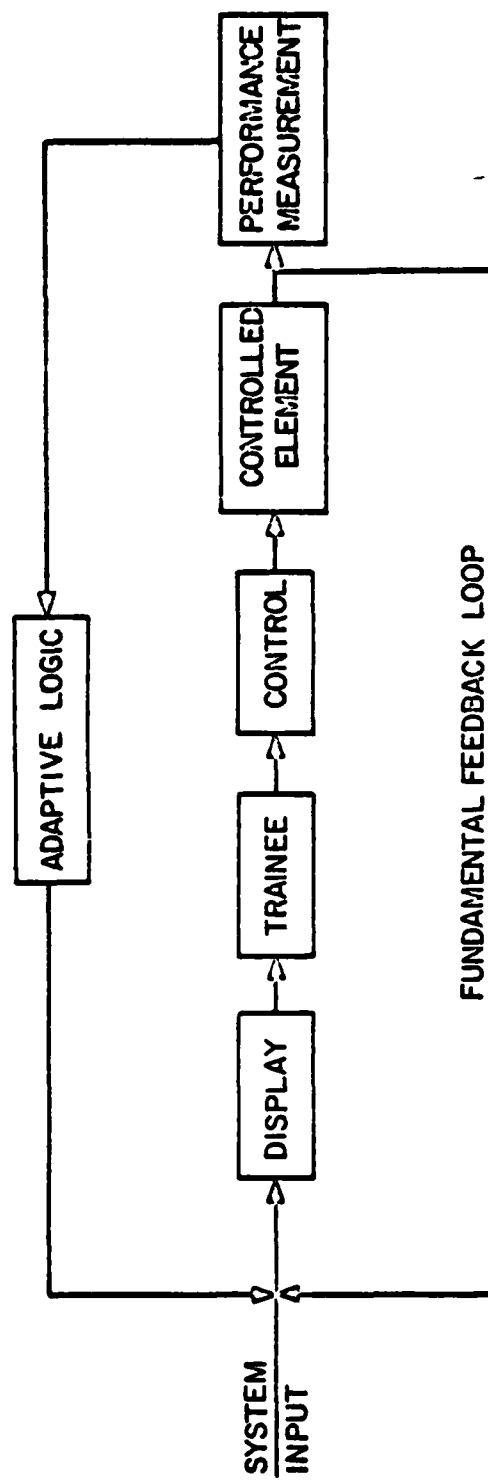 ADAPTIVE LOGIC
SYSTEM
INPUT
DISPLAY
TRAINEE
CONTROL
CONTROLLED
ELEMENT
PERFORMANCE
MEASUREMENT
FUNDAMENTAL FEEDBACK LOOP